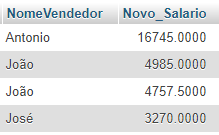 NomeVendedor Novo_Salario
Antonio 16745.0000
João 4985.0000
João 4757.5000
José 3270.0000